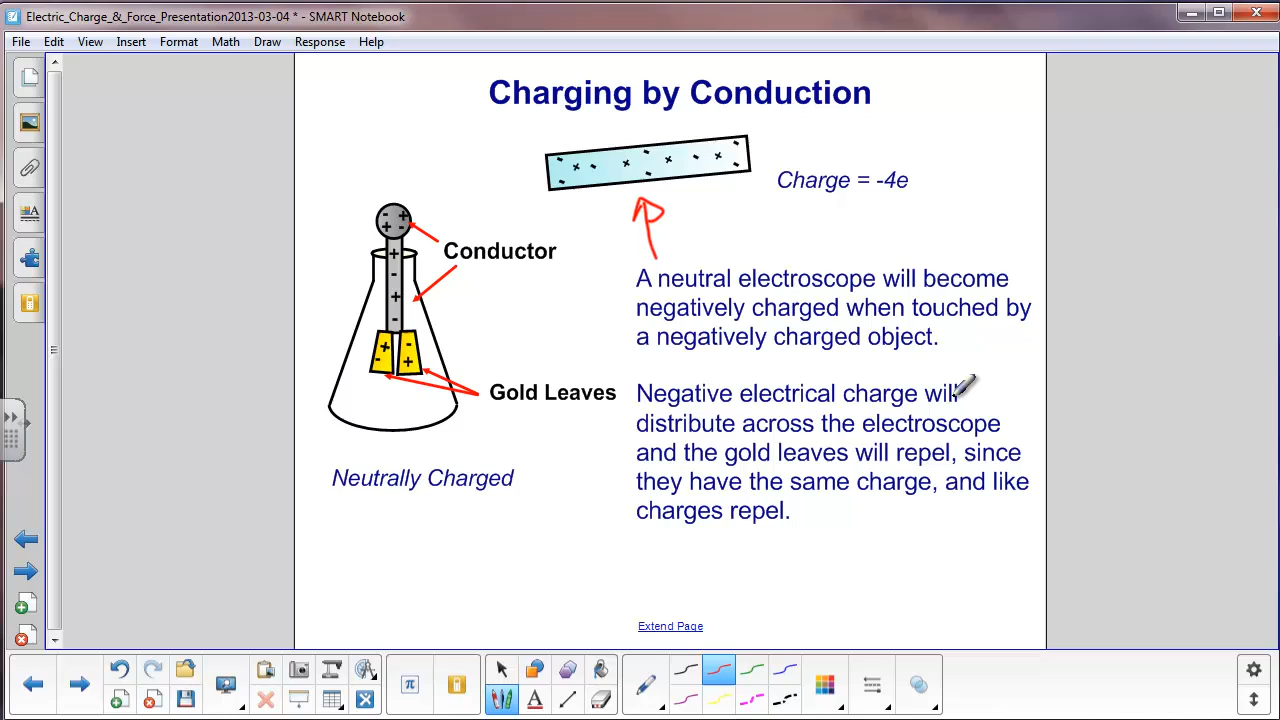 Electric_Charge_&_Force_Presentation2013-03-04 * - SMART Notebook
File Edit View Insert Format Math Draw Response Help
Charging by Conduction
Charge = -4e
Conductor
A neutral electroscope will become
negatively charged when touched by
a negatively charged object.
Gold Leaves
Negative electrical charge will
distribute across the electroscope
and the gold leaves will repel, since
they have the same charge, and like
charges repel.
Neutrally Charged
Extend Page